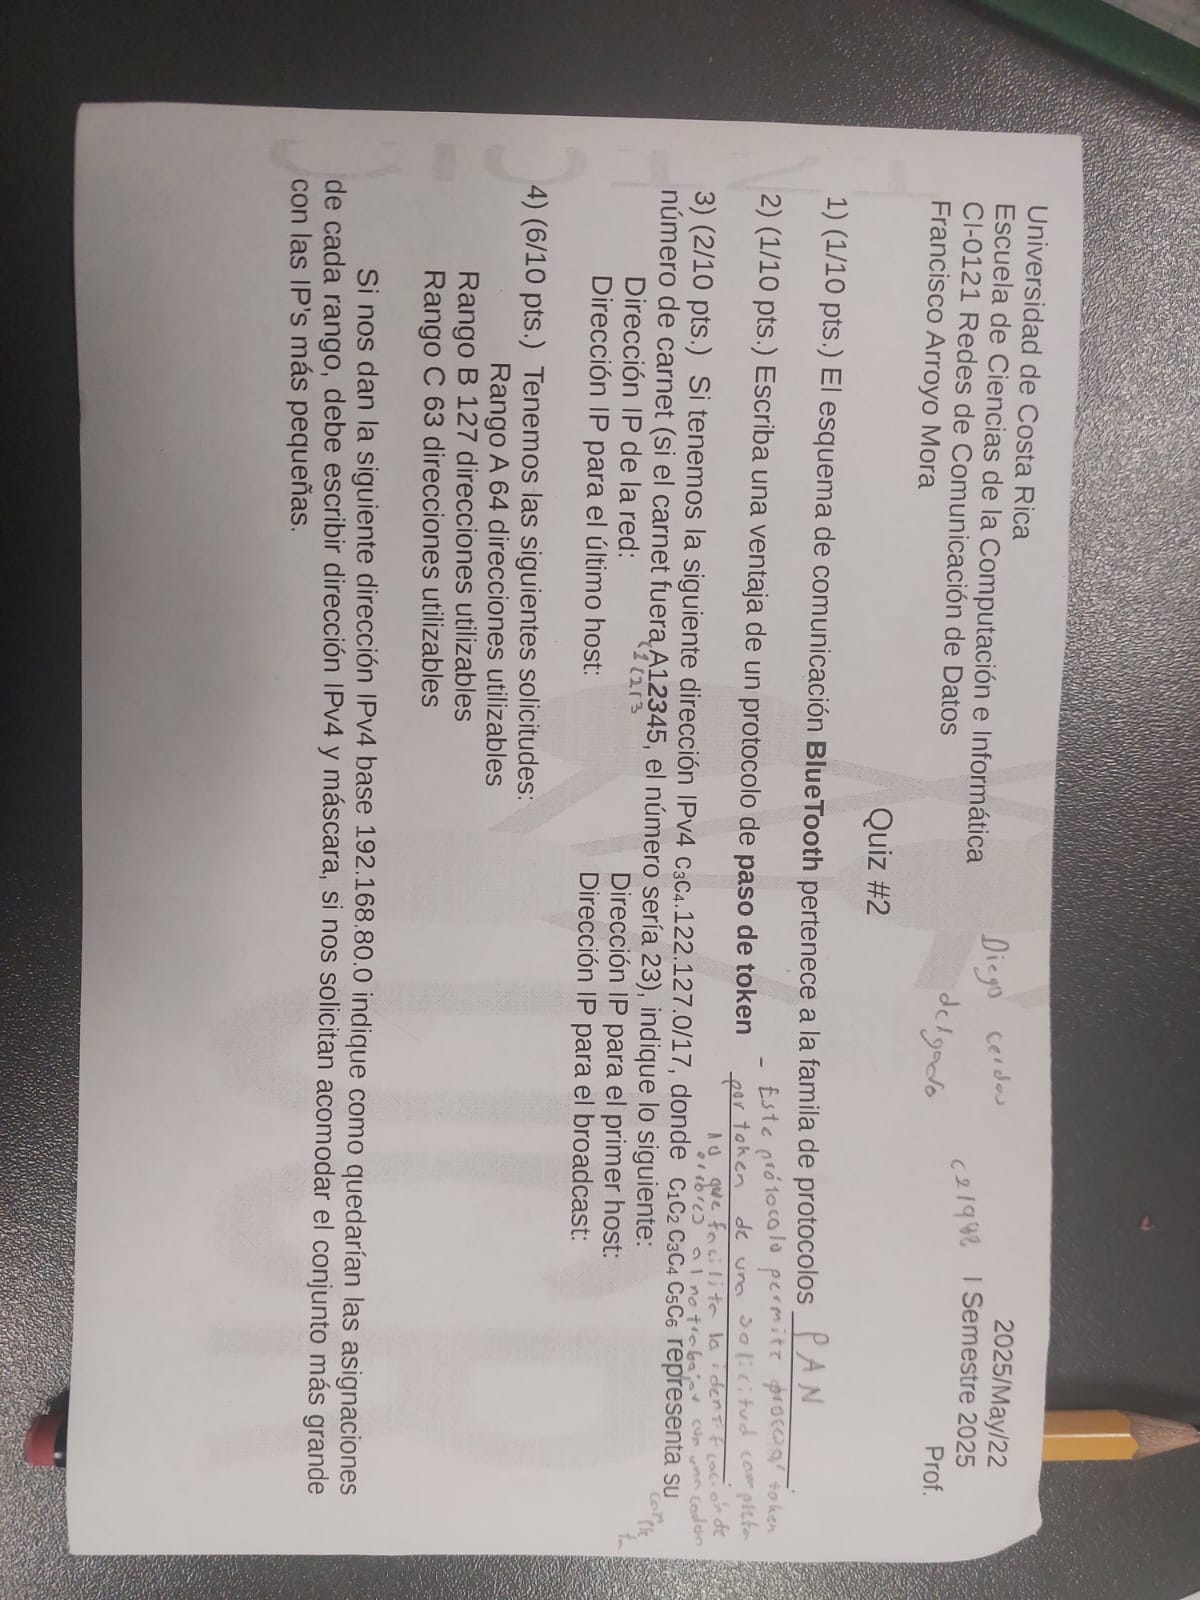 Universidad de Costa Rica
Escuela de Ciencias de la Computación e Informática
CI-0121 Redes de Comunicación de Datos
Francisco Arroyo Mora
Diego Cerdas
delgado
C21988
2025/May/22
I Semestre 2025
Prof.
Quiz #2
1) (1/10 pts.) El esquema de comunicación BlueTooth pertenece a la famila de protocolos PAN.
2) (1/10 pts.) Escriba una ventaja de un protocolo de paso de token
- Este protocolo permite procesar token
por token de una solicitud completa
lo que facilita la identificación de
errores al no trabajar con una cadena
completa
3) (2/10 pts.) Si tenemos la siguiente dirección IPv4 C₃C₄.122.127.0/17, donde C₁C₂ C₃C₄ C₅C₆ representa su
número de carnet (si el carnet fuera A12345, el número sería 23), indique lo siguiente:
C1C2C3
Dirección IP de la red:
Dirección IP para el primer host:
Dirección IP para el último host:
Dirección IP para el broadcast:
4) (6/10 pts.) Tenemos las siguientes solicitudes:
Rango A 64 direcciones utilizables
Rango B 127 direcciones utilizables
Rango C 63 direcciones utilizables
Si nos dan la siguiente dirección IPv4 base 192.168.80.0 indique como quedarían las asignaciones
de cada rango, debe escribir dirección IPv4 y máscara, si nos solicitan acomodar el conjunto más grande
con las IP's más pequeñas.
UCR